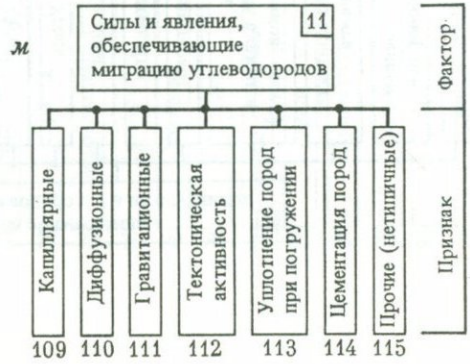 м
Силы и явления,
обеспечивающие
миграцию углеводородов
11
Фактор
Капиллярные
Диффузионные
Гравитационные
Тектоническая
активность
Уплотнение пород
при погружении
Цементация пород
Прочие (нетипичные)
Признак
109 110 111 112 113 114 115